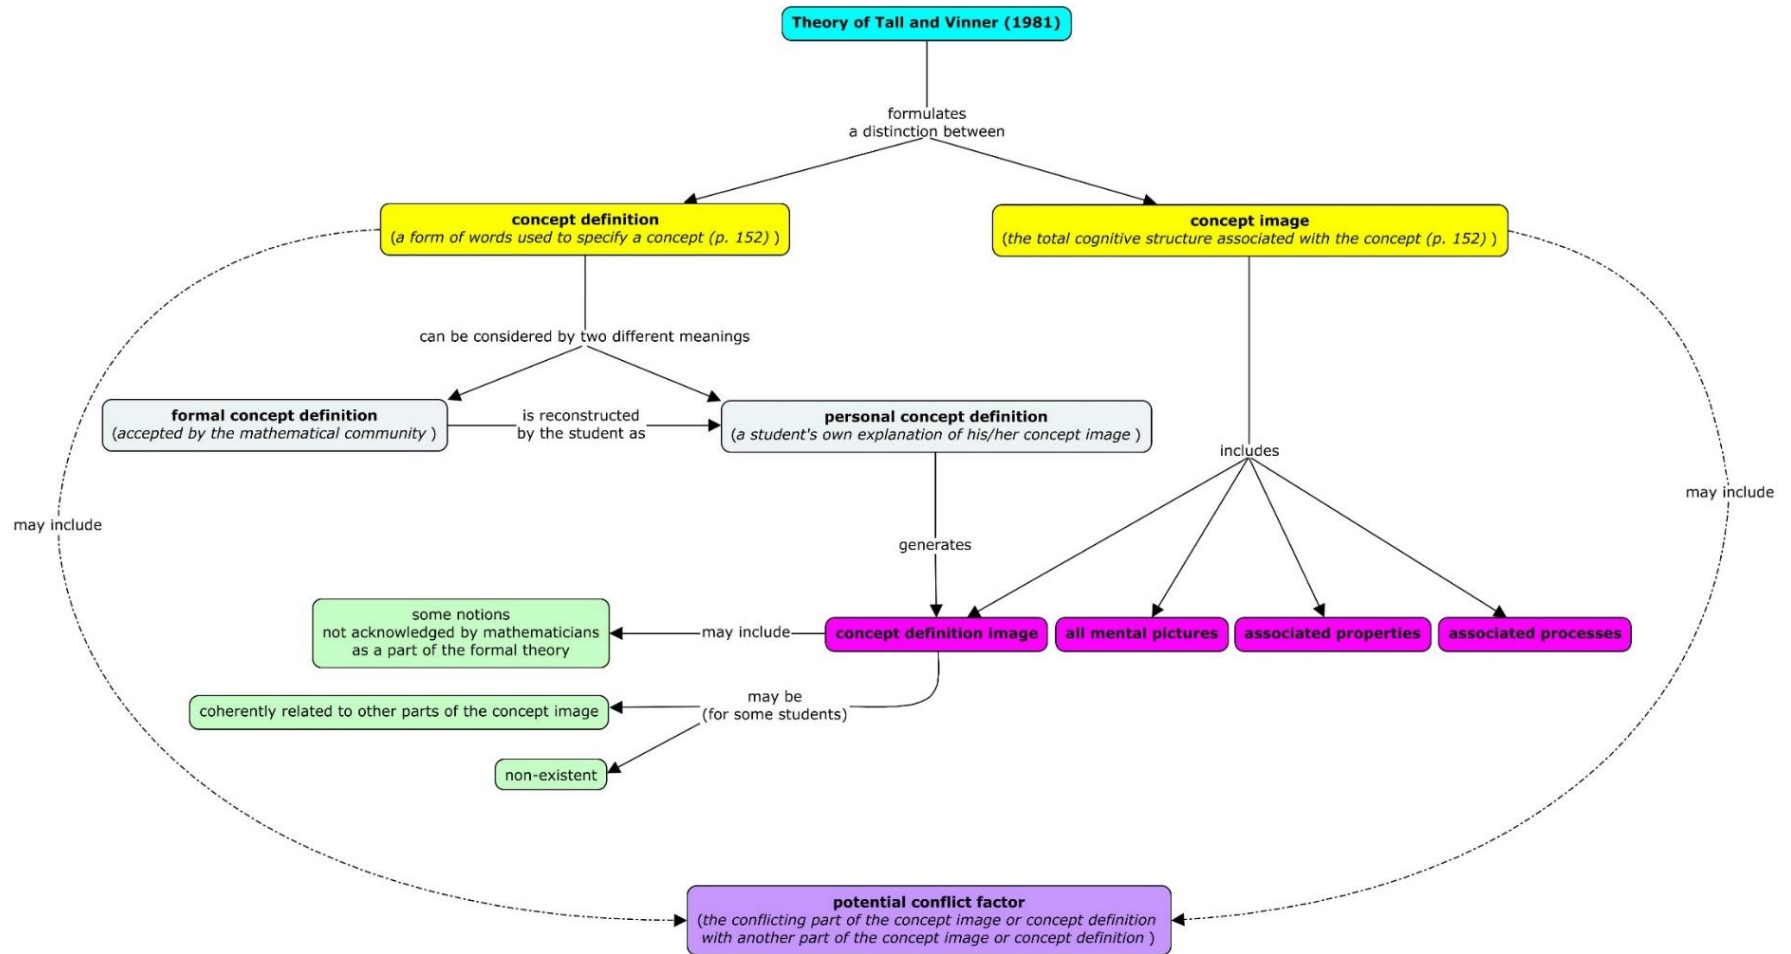 Theory of Tall and Vinner (1981)
formulates
a distinction between
concept definition
(a form of words used to specify a concept (p. 152) )
concept image
(the total cognitive structure associated with the concept (p. 152) )
can be considered by two different meanings
formal concept definition
(accepted by the mathematical community )
is reconstructed
by the student as
personal concept definition
(a student's own explanation of his/her concept image )
includes
may include
may include
generates
some notions
not acknowledged by mathematicians
as a part of the formal theory
may include
concept definition image
all mental pictures
associated properties
associated processes
may be
(for some students)
coherently related to other parts of the concept image
non-existent
potential conflict factor
(the conflicting part of the concept image or concept definition
with another part of the concept image or concept definition )